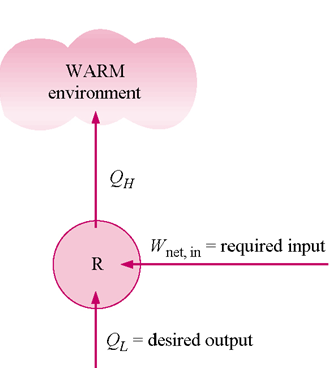 WARM
environment
Q_H
W_net, in = required input
R
Q_L = desired output